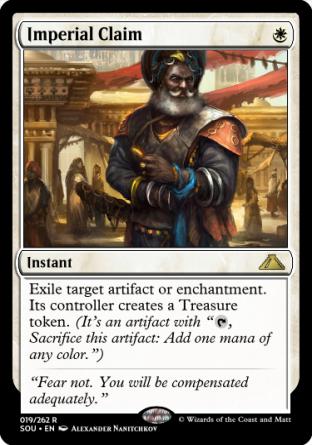 Imperial Claim
Instant
Exile target artifact or enchantment.
Its controller creates a Treasure
token. (It's an artifact with “,
Sacrifice this artifact: Add one mana of
any color.”)
“Fear not. You will be compensated
adequately.”
019/262 R
SOU • EN ALEXANDER NANITCHKOV
© Wizards of the Coast and Matt